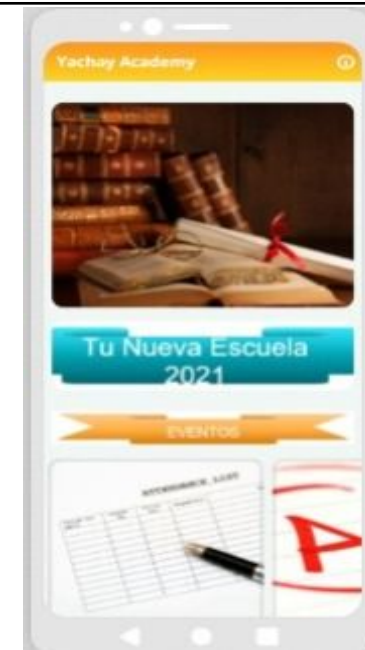 Yachay Academy
Tu Nueva Escuela
2021
EVENTOS
ATTENDANCE LIST
A